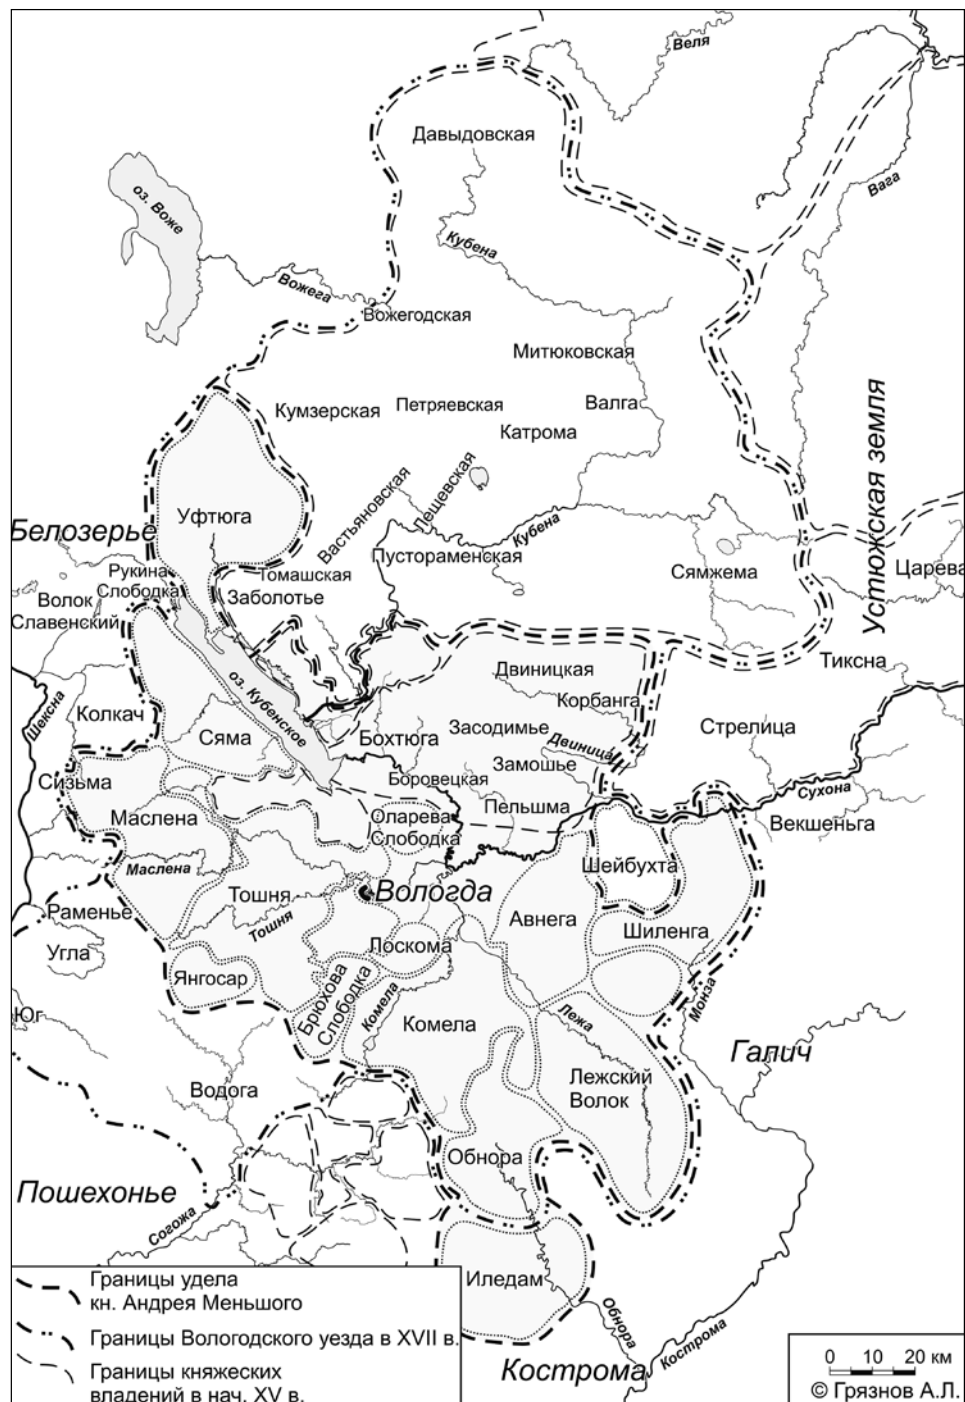 Веля
Давыдовская
Вага
оз. Воже
Кубена
Вожега
Вожегодская
Митюковская
Кумзерская
Петряевская
Валга
Катрома
Устюжская земля
Уфтюга
Вастьяновская
Лещевская
Кубена
Белозерье
Пустораменская
Рукина
Слободка
Томашская
Заболотье
Сямжема
Царева
Волок
Славенский
Тиксна
Двиницкая
оз. Кубенское
Корбанга
Шексна
Колкач
Сяма
Бохтюга
Засодимье
Двиница
Стрелица
Замошье
Сизьма
Боровецкая
Пельшма
Сухона
Маслена
Оларева
Слободка
Векшеньга
Маслена
Шейбухта
Тошня
Вологда
Раменье
Авнега
Тошня
Шиленга
Угла
Лоскома
Янгосар
Брюхова
Слободка
Комела
Комела
Лежа
Монза
Юг
Галич
Водога
Лежский
Волок
Обнора
Пошехонье
Согожа
Иледам
Обнора
Кострома
Кострома
Границы удела
кн. Андрея Меньшого
Границы Вологодского уезда в XVII в.
Границы княжеских
владений в нач. XV в.
0 10 20 км
© Грязнов А.Л.